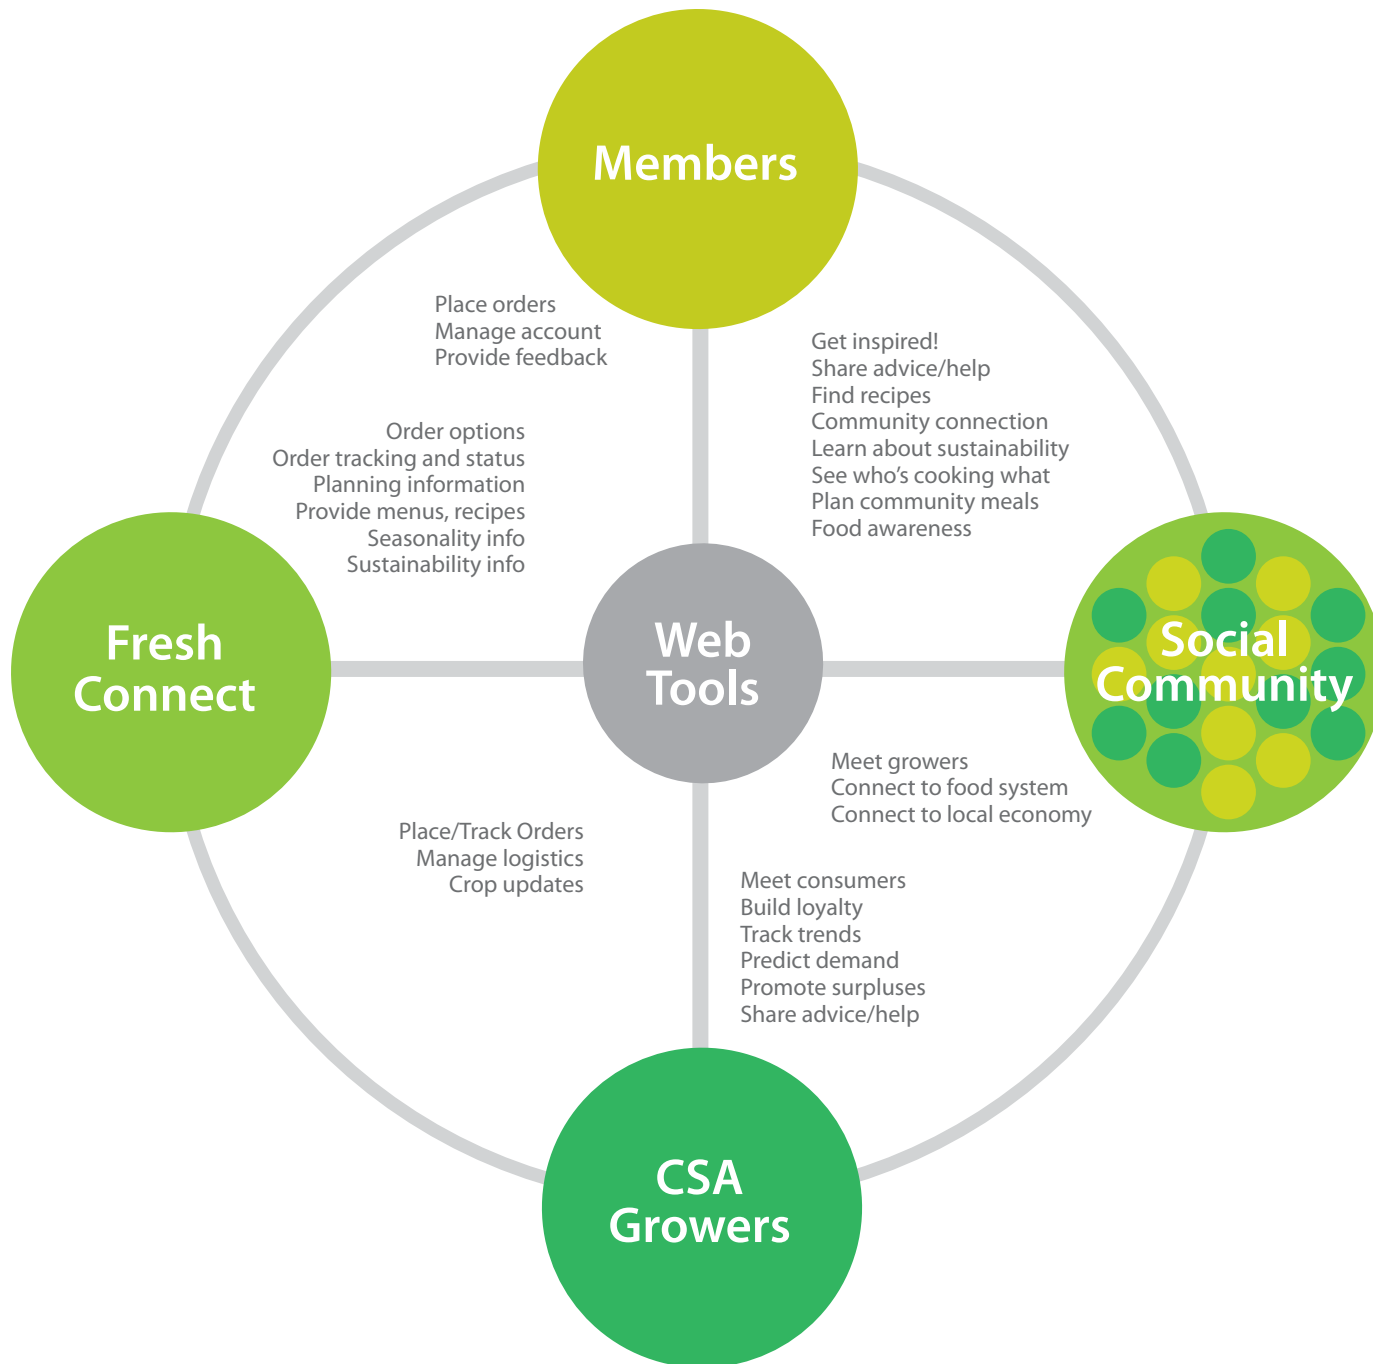 Members
Place orders
Manage account
Provide feedback
Get inspired!
Share advice/help
Find recipes
Community connection
Learn about sustainability
See who's cooking what
Plan community meals
Food awareness
Order options
Order tracking and status
Planning information
Provide menus, recipes
Seasonality info
Sustainability info
Fresh
Connect
Web
Tools
Social
Community
Meet growers
Connect to food system
Connect to local economy
Place/Track Orders
Manage logistics
Crop updates
Meet consumers
Build loyalty
Track trends
Predict demand
Promote surpluses
Share advice/help
CSA
Growers